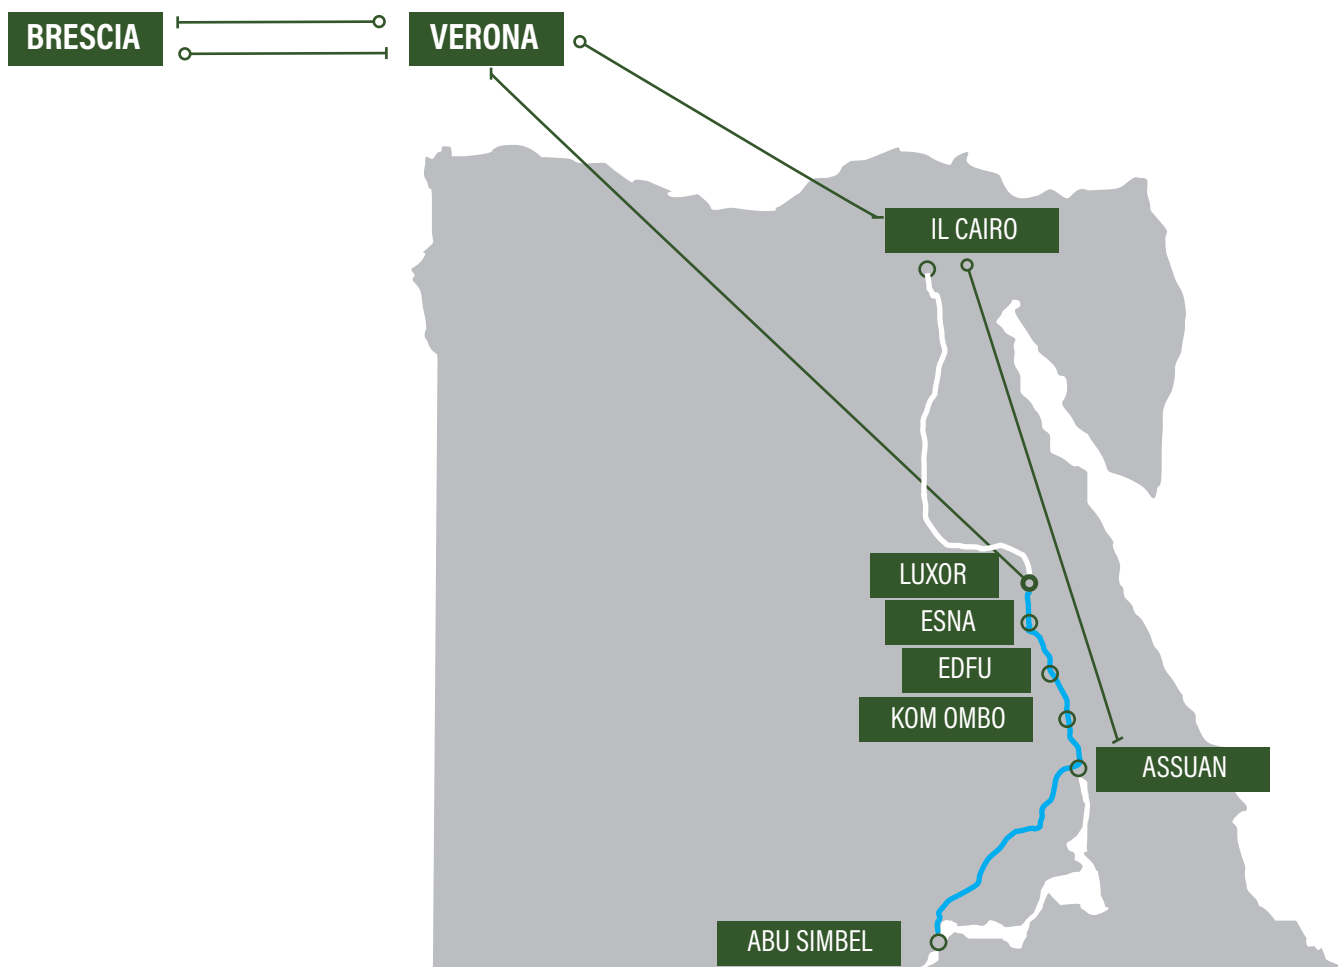 BRESCIA
VERONA
IL CAIRO
LUXOR
ESNA
EDFU
KOM OMBO
ASSUAN
ABU SIMBEL